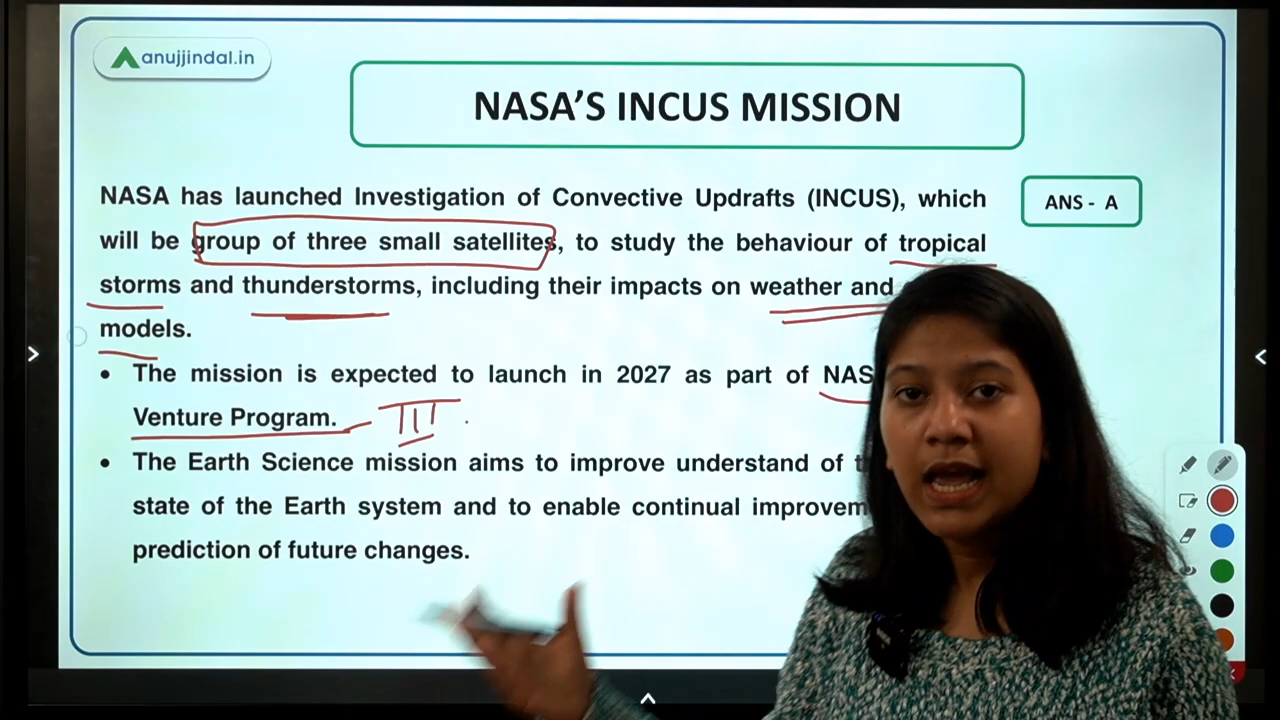 anujjindal.in
NASA'S INCUS MISSION
NASA has launched Investigation of Convective Updrafts (INCUS), which
ANS - A
will be group of three small satellites, to study the behaviour of tropical
storms and thunderstorms, including their impacts on weather and
models.
• The mission is expected to launch in 2027 as part of
Venture Program. III
• The Earth Science mission aims to improve understand of
state of the Earth system and to enable continual
prediction of future changes.